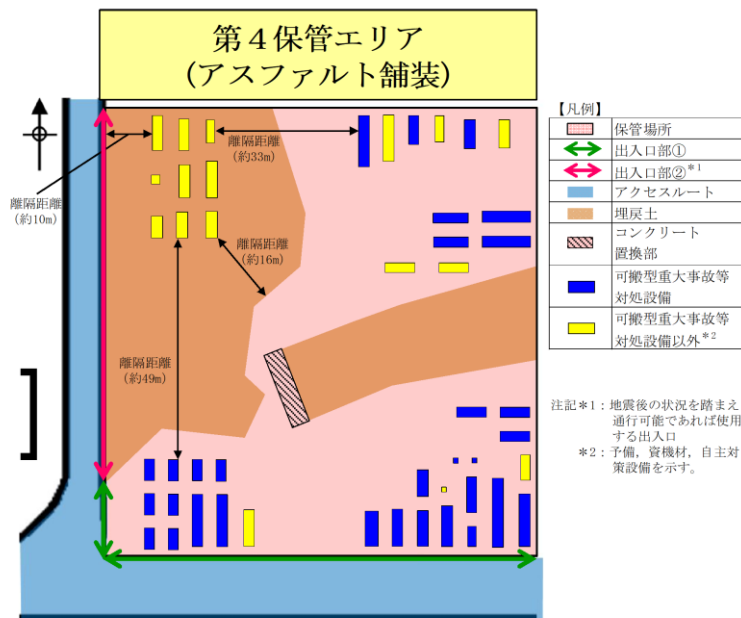 第４保管エリア
(アスファルト舗装)
離隔距離
(約33m)
離隔距離
(約10m)
離隔距離
(約16m)
離隔距離
(約49m)
【凡例】
保管場所
出入口部①
出入口部②＊1
アクセスルート
埋戻土
コンクリート
置換部
可搬型重大事故等
対処設備
可搬型重大事故等
対処設備以外＊2
注記＊1：地震後の状況を踏まえ
通行可能であれば使用
する出入口
＊2：予備，資機材，自主対
策設備を示す。